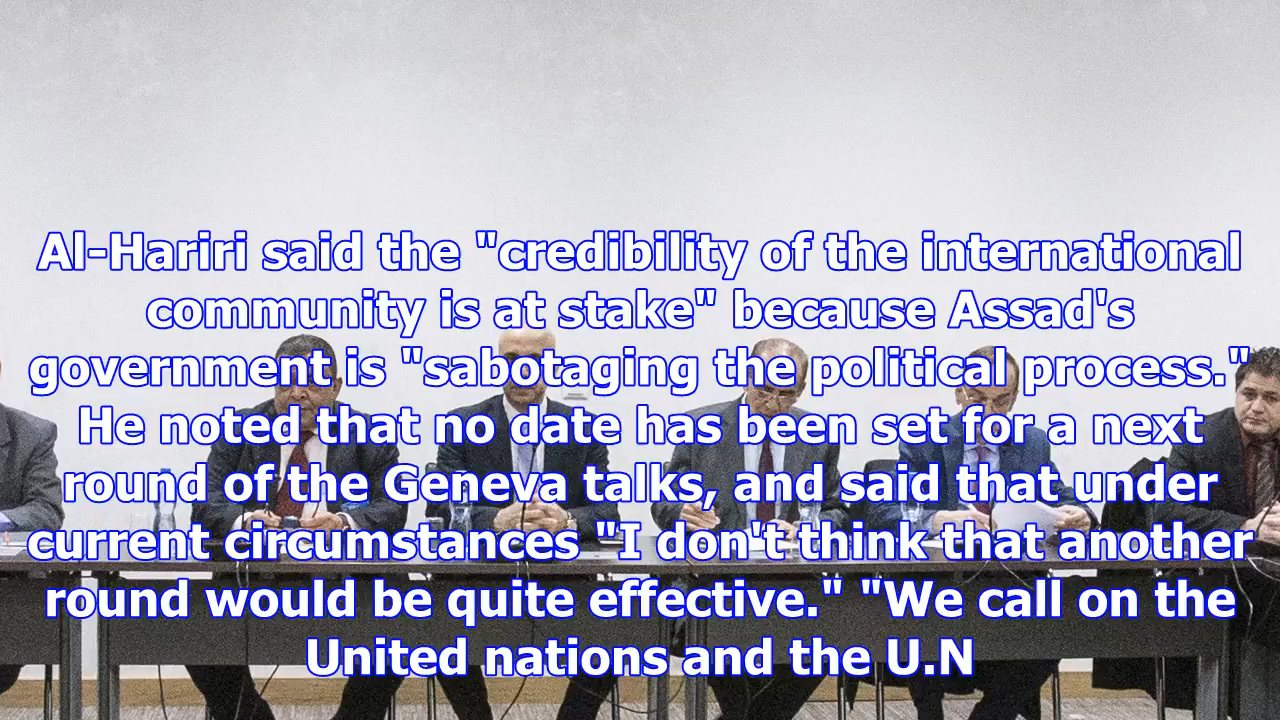 Al-Hariri said the "credibility of the international
community is at stake" because Assad's
government is "sabotaging the political process."
He noted that no date has been set for a next
round of the Geneva talks, and said that under
current circumstances "I don't think that another
round would be quite effective." "We call on the
United nations and the U.N